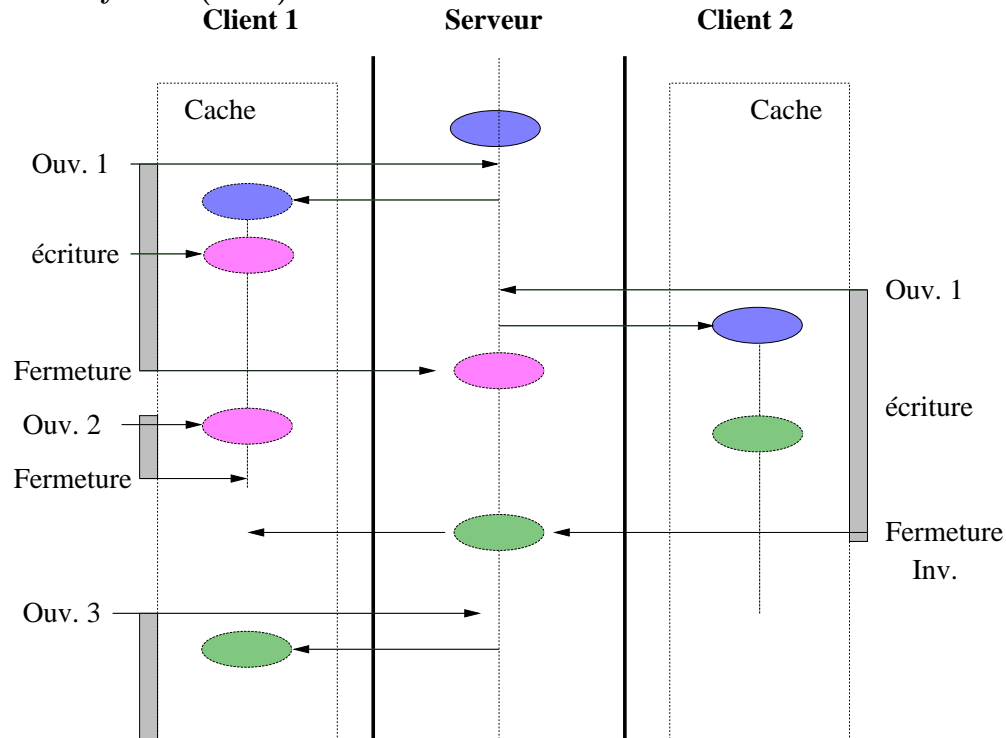 Client 1 Serveur Client 2
Cache Cache
Ouv. 1
écriture
Ouv. 1
Fermeture
écriture
Ouv. 2
Fermeture
Fermeture
Inv.
Ouv. 3